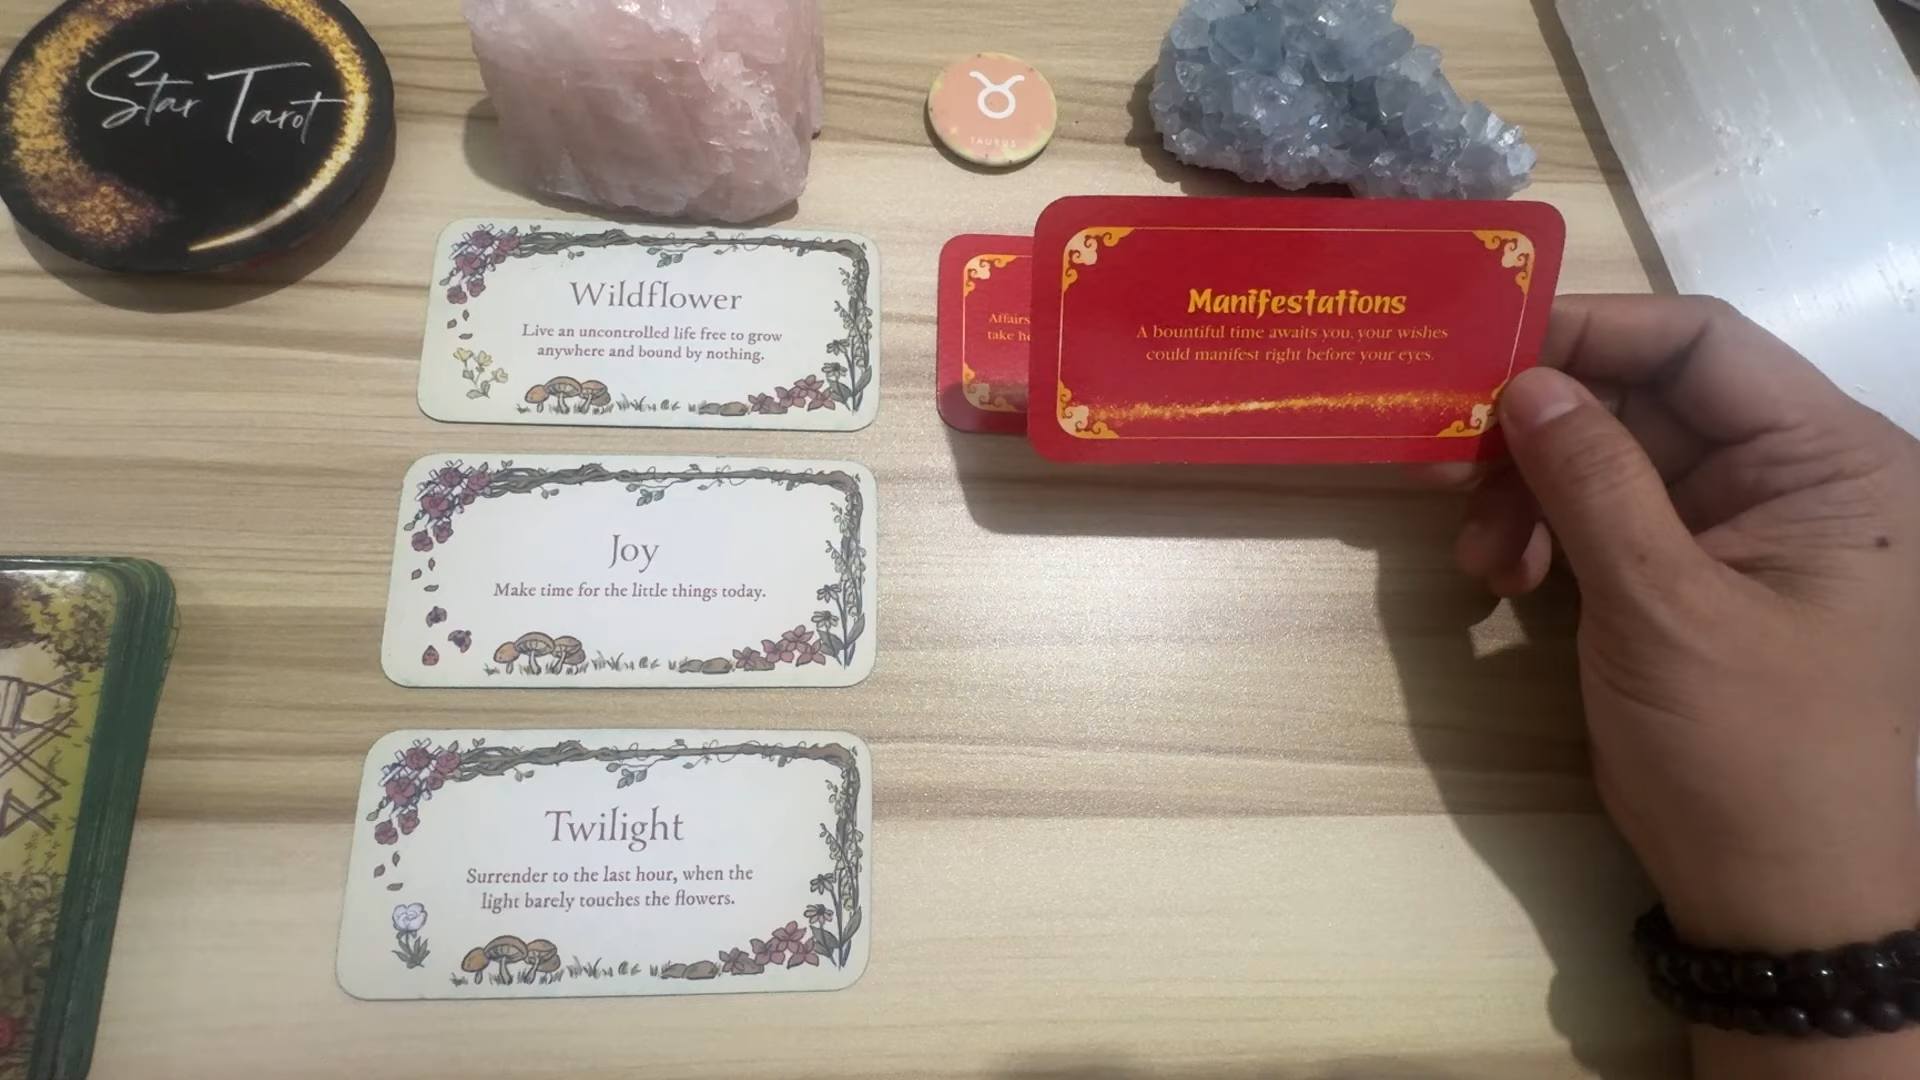 Star Tarot
TAURUS
Wildflower
Live an uncontrolled life free to grow
anywhere and bound by nothing.
Affairs
take
Manifestations
A bountiful time awaits you, your wishes
could manifest right before your eyes.
Joy
Make time for the little things today.
Twilight
Surrender to the last hour, when the
light barely touches the flowers.